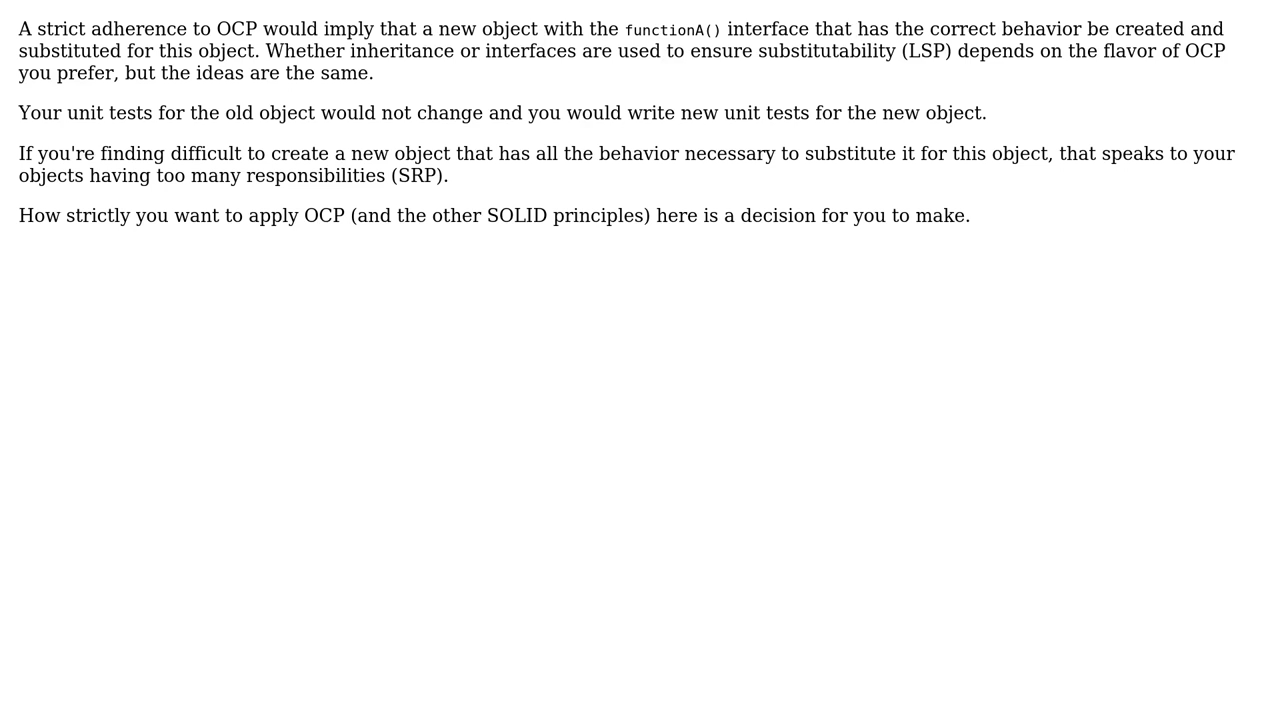 A strict adherence to OCP would imply that a new object with the functionA() interface that has the correct behavior be created and
substituted for this object. Whether inheritance or interfaces are used to ensure substitutability (LSP) depends on the flavor of OCP
you prefer, but the ideas are the same.
Your unit tests for the old object would not change and you would write new unit tests for the new object.
If you're finding difficult to create a new object that has all the behavior necessary to substitute it for this object, that speaks to your
objects having too many responsibilities (SRP).
How strictly you want to apply OCP (and the other SOLID principles) here is a decision for you to make.